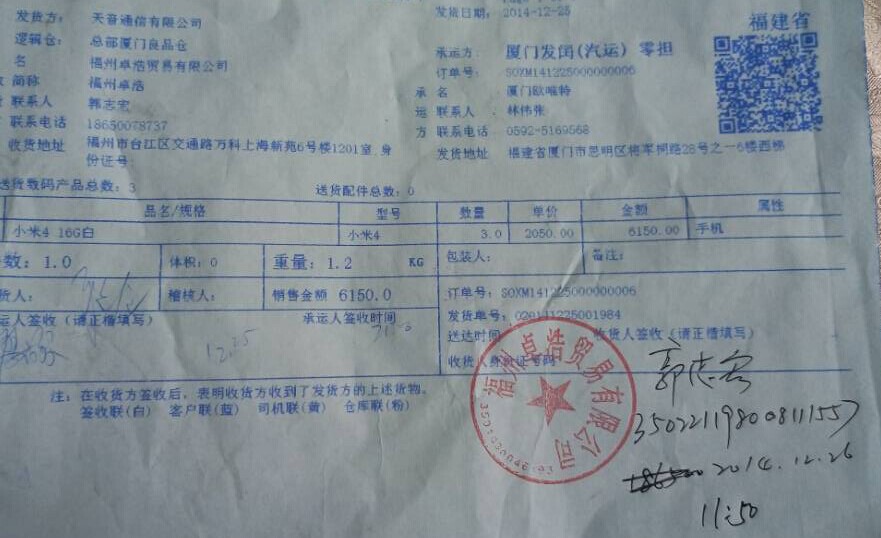 发货日期: 2014-12-25
福建省
发货方: 天音通信有限公司
逻辑仓: 总部厦门良品仓
名 福州卓浩贸易有限公司
简称 福州卓浩
联系人 郭志宏
联系电话 18650078737
收货地址 福州市台江区交通路万科上海新苑6号楼1201室 身份证号:
承运方: 厦门发闵(汽运) 零担
订单号: SOXM141225000000006
承 名 厦门欧唯特
运 联系人 林伟张
方 联系电话 0592-5169568
发货地址 福建省厦门市思明区将军祠路28号之一6楼西梯
送货数码产品总数: 3 送货配件总数: 0
品名/规格 型号 数量 单价 金额 属性
小米4 16G白 小米4 3.0 2050.00 6150.00 手机
数: 1.0 体积: 0 重量: 1.2 KG 包装人: 备注:
货人: 稽核人: 销售金额 6150.0
订单号: SOXM141225000000006
发货单号: 020141225001984
运人签收 (请正楷填写) 承运人签收时间
送达时间 收货人签收 (请正楷填写)
12.25
收货人身份证号码
注: 在收货方签收后, 表明收货方收到了发货方的上述货物。
签收联(白) 客户联(蓝) 司机联(黄) 仓库联(粉)
福州卓浩贸易有限公司
郭志宏
350221198008111557
2014.12.26
11:50